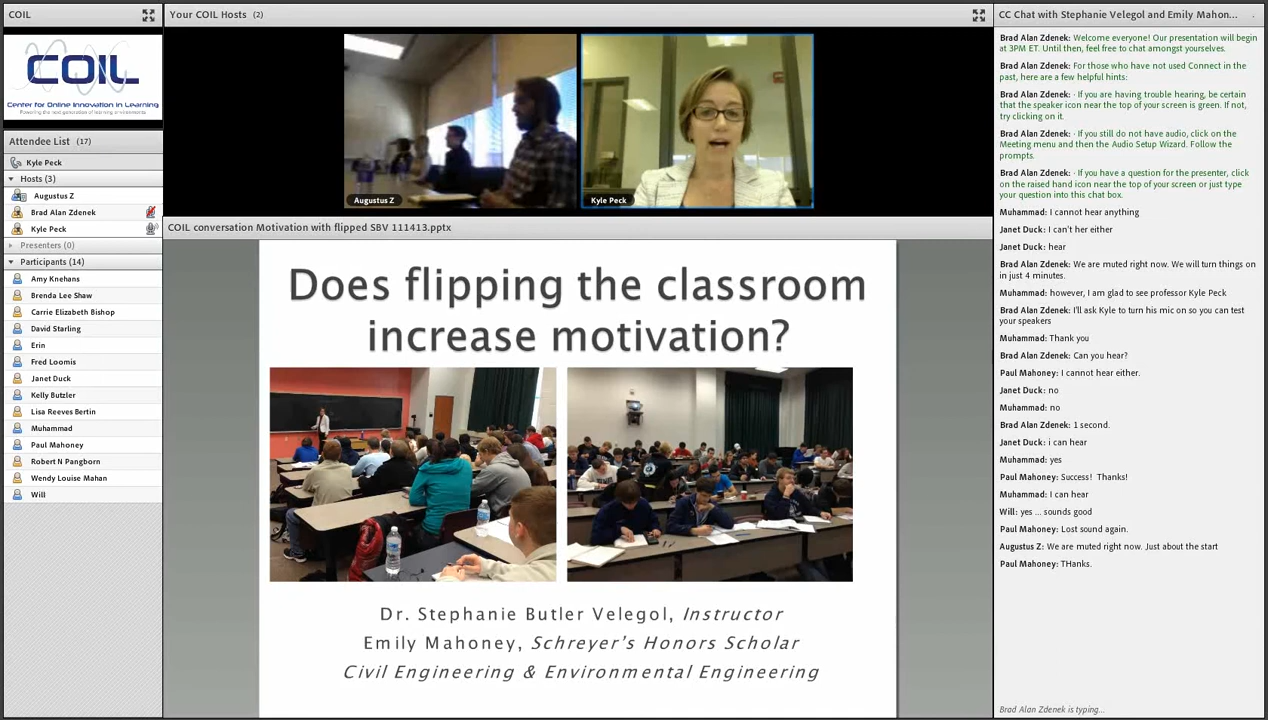 COIL
COIL
Center for Online Innovation in Learning
Powering the next generation of learning environments.
Attendee List (17)
Kyle Peck
Hosts (3)
Augustus Z
Brad Alan Zdenek
Kyle Peck
Presenters (0)
Participants (14)
Amy Knehans
Brenda Lee Shaw
Carrie Elizabeth Bishop
David Starling
Erin
Fred Loomis
Janet Duck
Kelly Butzler
Lisa Reeves Bertin
Muhammad
Paul Mahoney
Robert N Pangborn
Wendy Louise Mahan
Will
Your COIL Hosts (2)
Augustus Z
Kyle Peck
COIL conversation Motivation with flipped SBV 111413.pptx
Does flipping the classroom
increase motivation?
Dr. Stephanie Butler Velegol, Instructor
Emily Mahoney, Schreyer's Honors Scholar
Civil Engineering & Environmental Engineering
CC Chat with Stephanie Velegol and Emily Mahon...
Brad Alan Zdenek: Welcome everyone! Our presentation will begin
at 3PM ET. Until then, feel free to chat amongst yourselves.
Brad Alan Zdenek: For those who have not used Connect in the
past, here are a few helpful hints:
Brad Alan Zdenek: · If you are having trouble hearing, be certain
that the speaker icon near the top of your screen is green. If not,
try clicking on it.
Brad Alan Zdenek: · If you still do not have audio, click on the
Meeting menu and then the Audio Setup Wizard. Follow the
prompts.
Brad Alan Zdenek: · If you have a question for the presenter, click
on the raised hand icon near the top of your screen or just type
your question into this chat box.
Muhammad: I cannot hear anything
Janet Duck: I can't her either
Janet Duck: hear
Brad Alan Zdenek: We are muted right now. We will turn things on
in just 4 minutes.
Muhammad: however, I am glad to see professor Kyle Peck
Brad Alan Zdenek: I'll ask Kyle to turn his mic on so you can test
your speakers
Muhammad: Thank you
Brad Alan Zdenek: Can you hear?
Paul Mahoney: I cannot hear either.
Janet Duck: no
Muhammad: no
Brad Alan Zdenek: 1 second.
Janet Duck: i can hear
Muhammad: yes
Paul Mahoney: Success! Thanks!
Muhammad: I can hear
Will: yes ... sounds good
Paul Mahoney: Lost sound again.
Augustus Z: We are muted right now. Just about the start
Paul Mahoney: THanks.
Brad Alan Zdenek is typing...